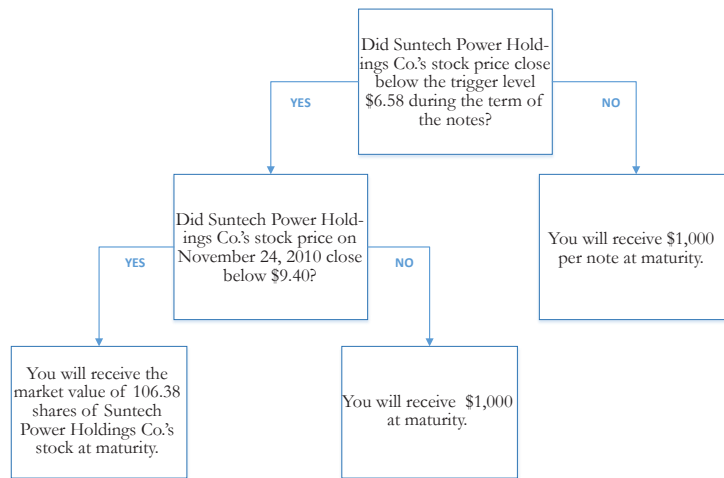 Did Suntech Power Hold-
ings Co.'s stock price close
below the trigger level
$6.58 during the term of
the notes?
YES
NO
Did Suntech Power Hold-
ings Co.'s stock price on
November 24, 2010 close
below $9.40?
You will receive $1,000
per note at maturity.
YES
NO
You will receive the
market value of 106.38
shares of Suntech
Power Holdings Co.'s
stock at maturity.
You will receive $1,000
at maturity.